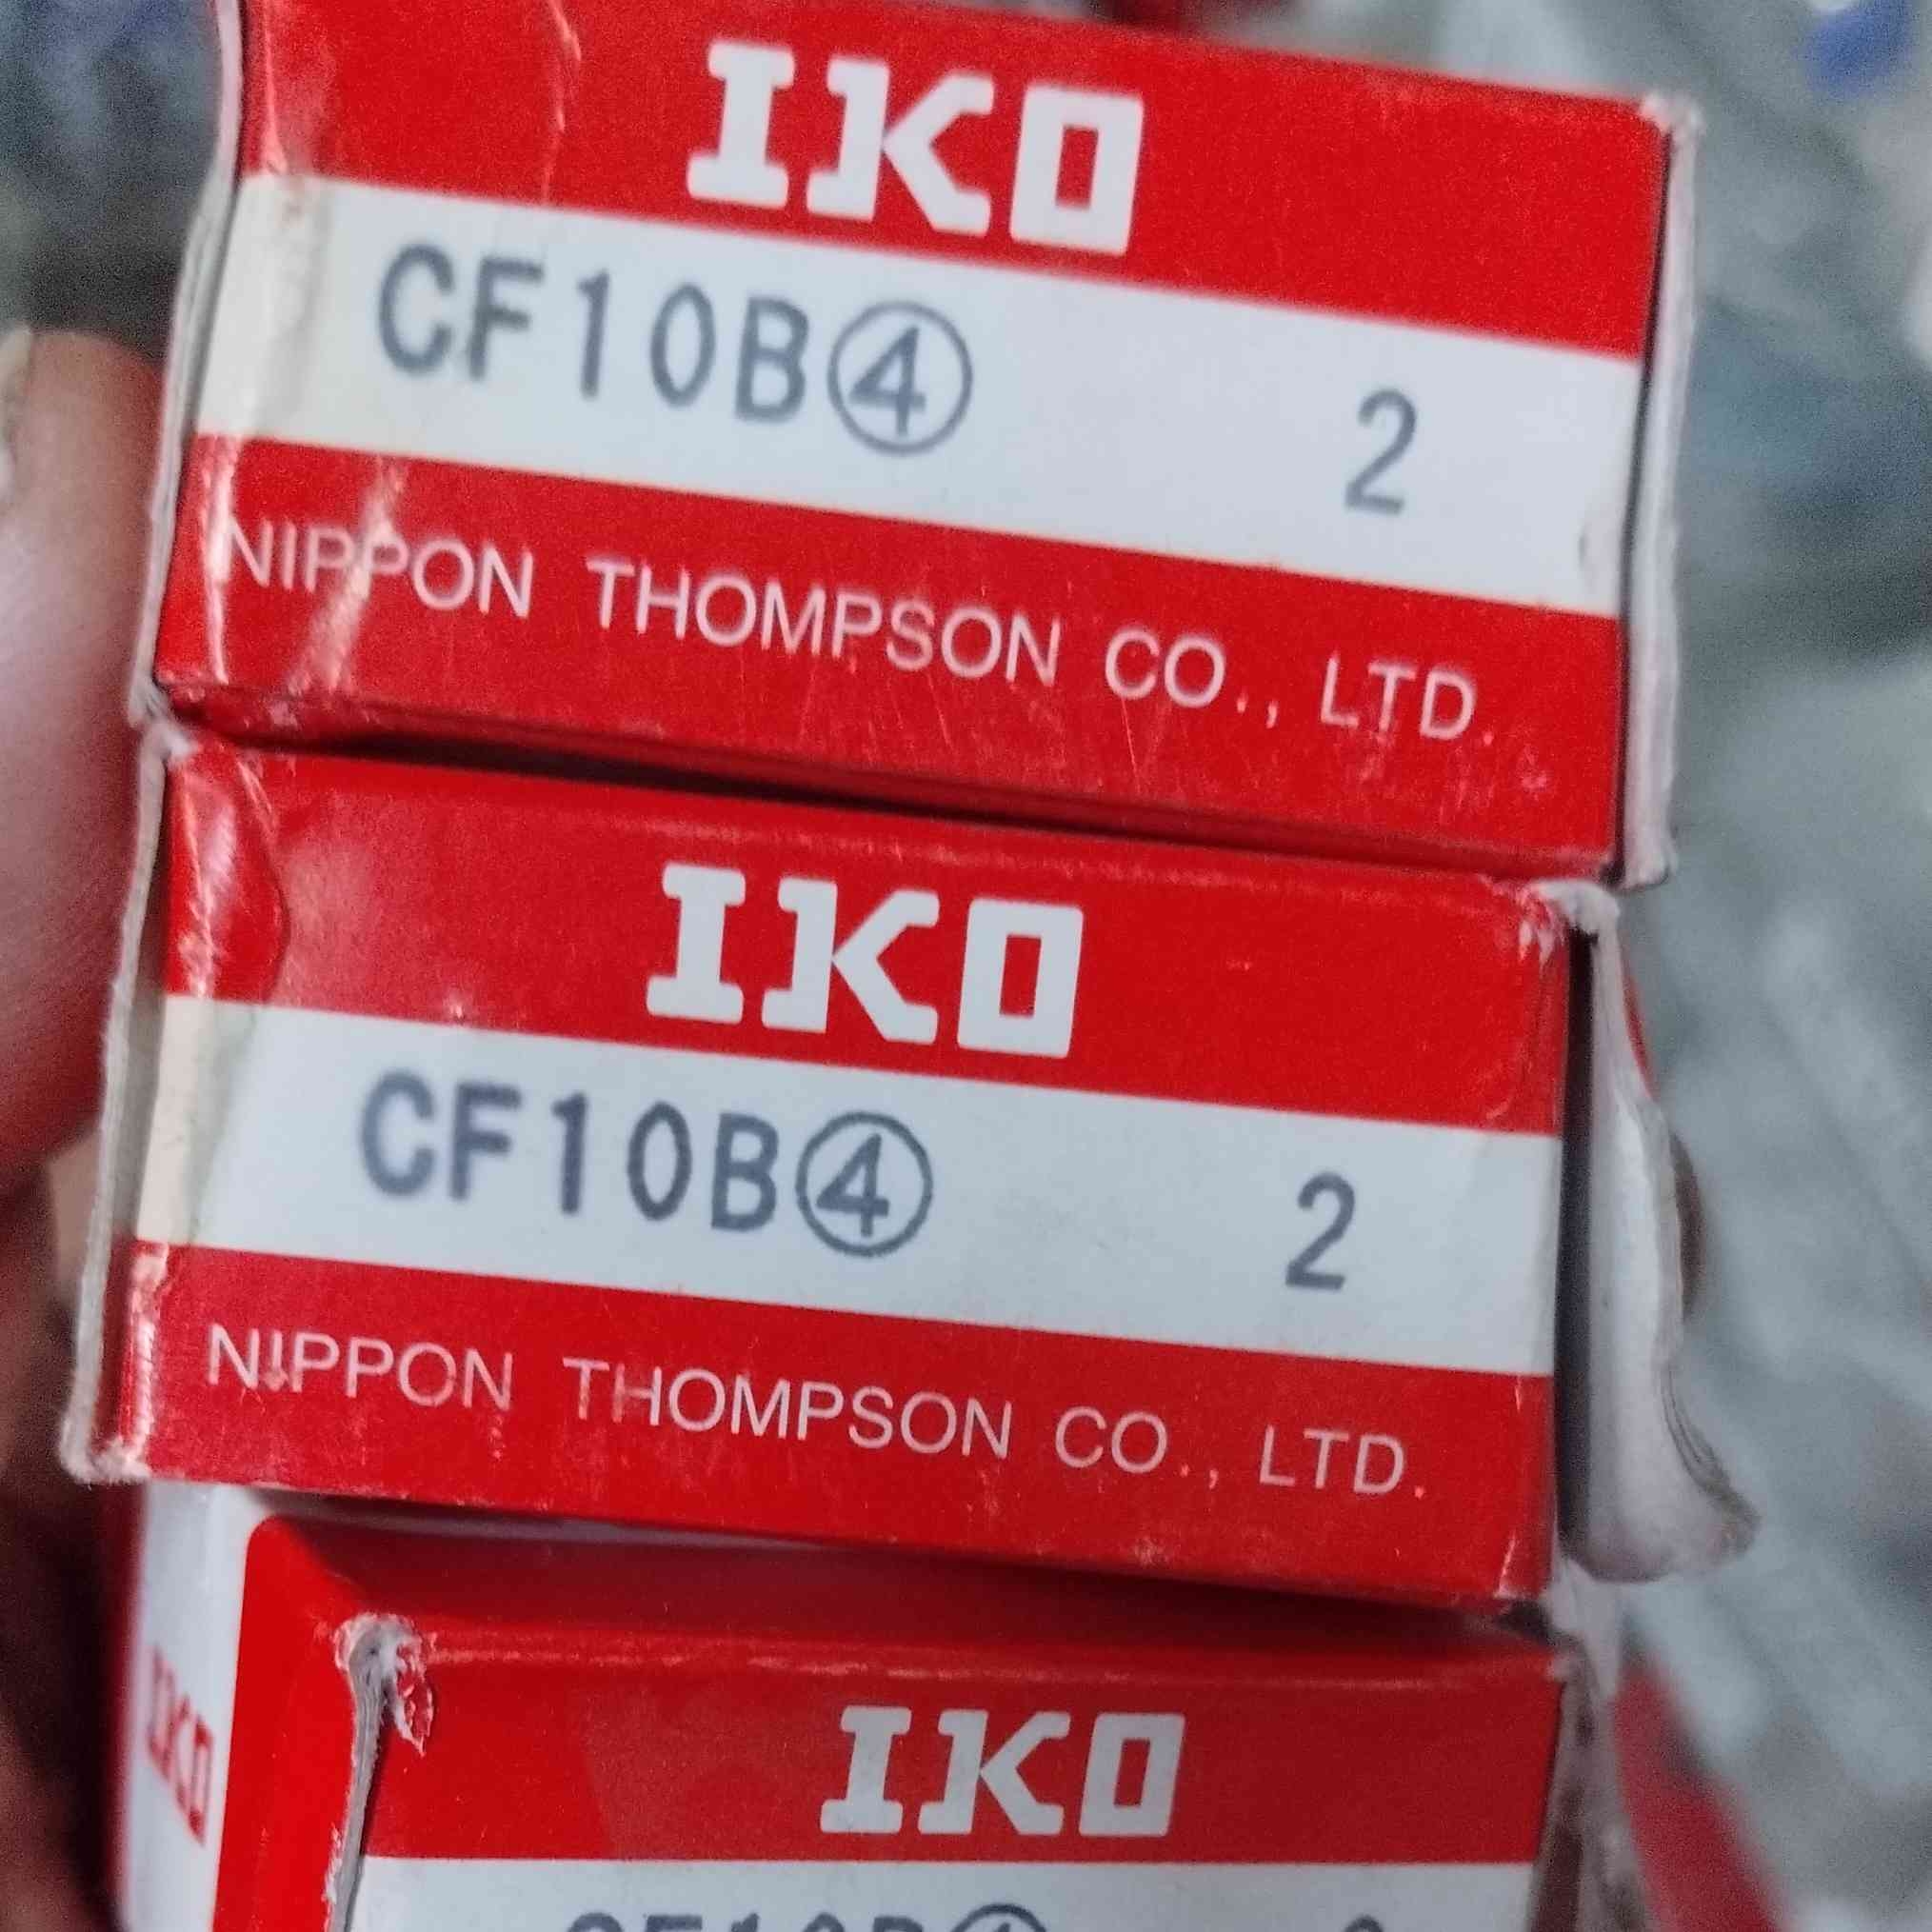 IKO
CF10B④ 2
NIPPON THOMPSON CO., LTD.
IKO
CF10B④ 2
NIPPON THOMPSON CO., LTD.
IKO
IKO